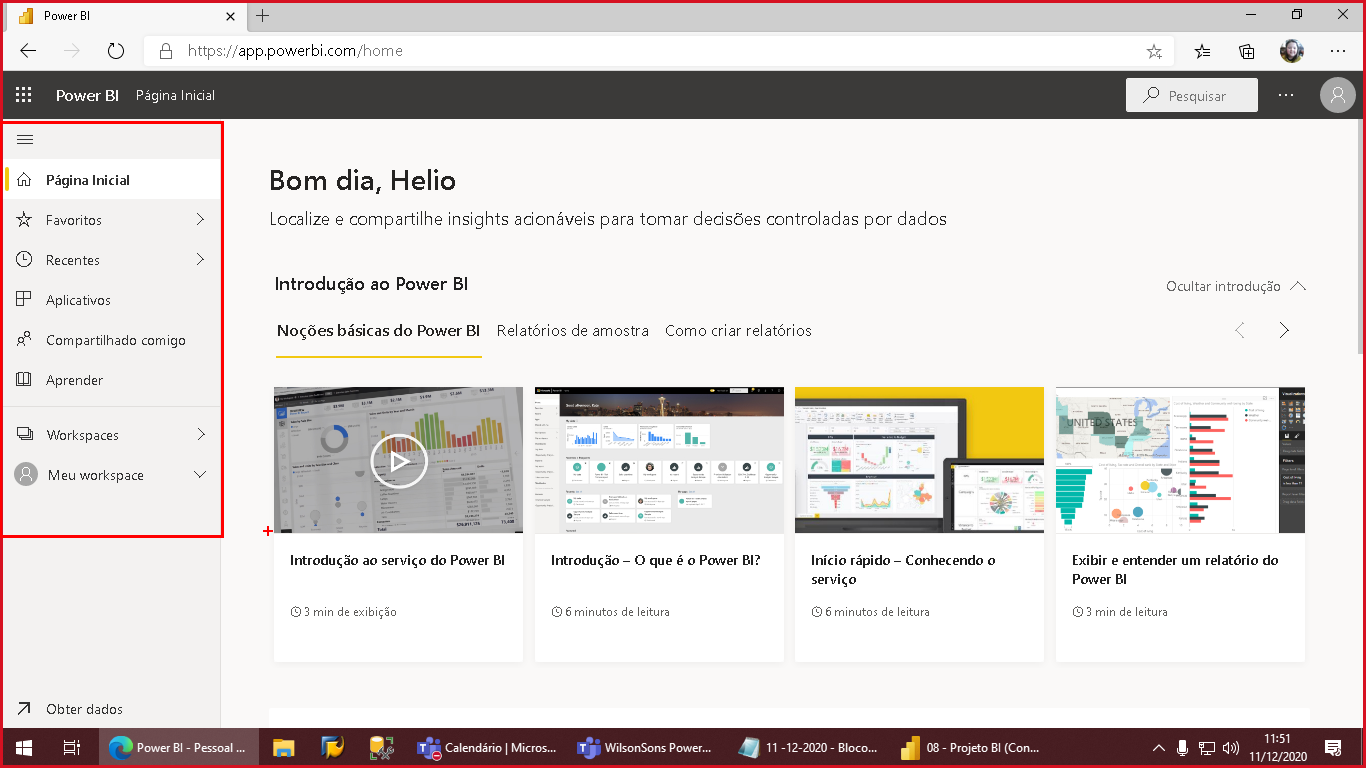 Power BI
https://app.powerbi.com/home
Power BI Página Inicial
Pesquisar
Página Inicial
Favoritos
Recentes
Aplicativos
Compartilhado comigo
Aprender
Workspaces
Meu workspace
Obter dados
Bom dia, Helio
Localize e compartilhe insights acionáveis para tomar decisões controladas por dados
Introdução ao Power BI
Ocultar introdução
Noções básicas do Power BI Relatórios de amostra Como criar relatórios
UNITED STATES
Introdução ao serviço do Power BI
3 min de exibição
Introdução – O que é o Power BI?
6 minutos de leitura
Início rápido – Conhecendo o
serviço
6 minutos de leitura
Exibir e entender um relatório do
Power BI
3 min de leitura
Power BI - Pessoal ...
Calendário | Micros...
WilsonSons Power...
11 -12-2020 - Bloco...
08 - Projeto BI (Con...
11:51
11/12/2020